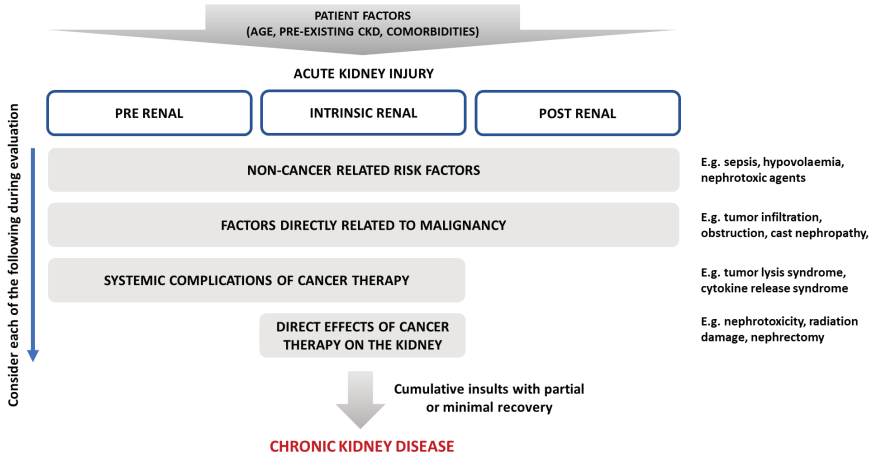 PATIENT FACTORS
(AGE, PRE-EXISTING CKD, COMORBIDITIES)
ACUTE KIDNEY INJURY
PRE RENAL
INTRINSIC RENAL
POST RENAL
Consider each of the following during evaluation
NON-CANCER RELATED RISK FACTORS
E.g. sepsis, hypovolaemia,
nephrotoxic agents
FACTORS DIRECTLY RELATED TO MALIGNANCY
E.g. tumor infiltration,
obstruction, cast nephropathy,
SYSTEMIC COMPLICATIONS OF CANCER THERAPY
E.g. tumor lysis syndrome,
cytokine release syndrome
DIRECT EFFECTS OF CANCER
THERAPY ON THE KIDNEY
E.g. nephrotoxicity, radiation
damage, nephrectomy
Cumulative insults with partial
or minimal recovery
CHRONIC KIDNEY DISEASE